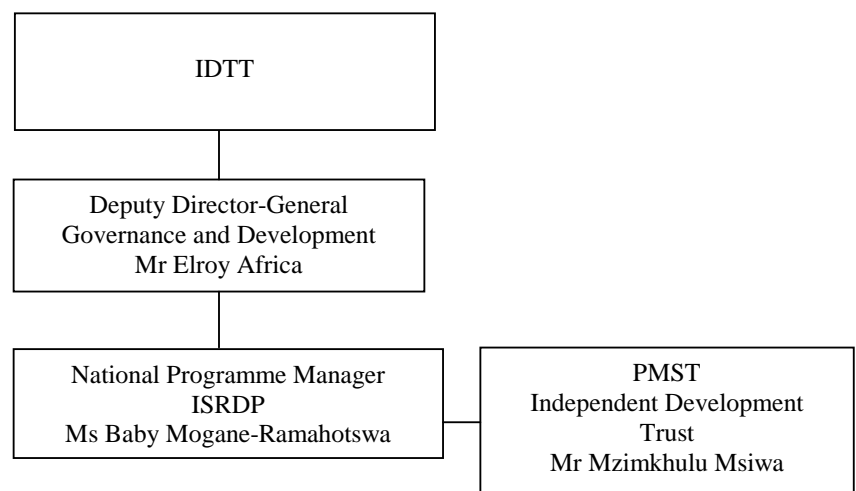 IDTT
Deputy Director-General
Governance and Development
Mr Elroy Africa
National Programme Manager
ISRDP
Ms Baby Mogane-Ramahotswa
PMST
Independent Development
Trust
Mr Mzimkhulu Msiwa